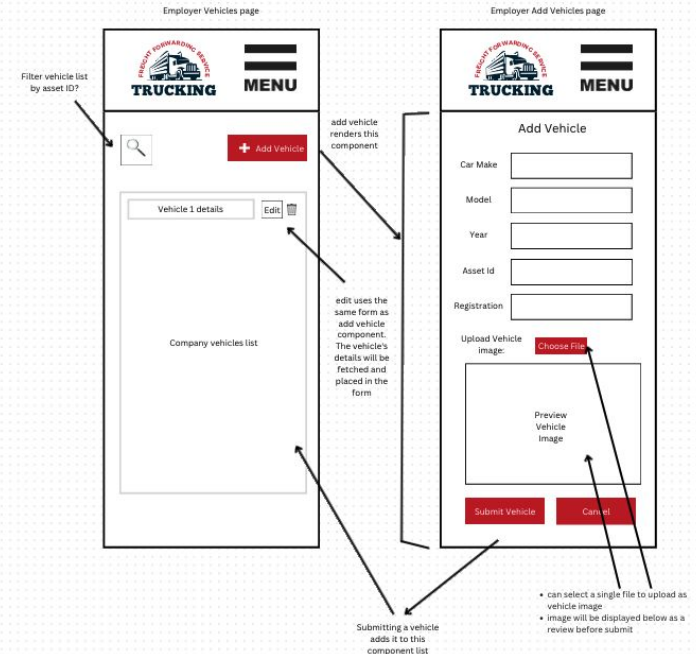 Employer Vehicles page
FREIGHT FORWARDING SERVICE
TRUCKING
MENU
Filter vehicle list
by asset ID?
+ Add Vehicle
Vehicle 1 details
Edit
Company vehicles list
add vehicle
renders this
component
edit uses the
same form as
add vehicle
component.
The vehicle's
details will be
fetched and
placed in the
form
Submitting a vehicle
adds it to this
component list
Employer Add Vehicles page
FREIGHT FORWARDING SERVICE
TRUCKING
MENU
Add Vehicle
Car Make
Model
Year
Asset Id
Registration
Upload Vehicle
image:
Choose File
Preview
Vehicle
Image
Submit Vehicle
Cancel
• can select a single file to upload as
vehicle image
• image will be displayed below as a
review before submit